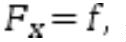 Fₓ = f,